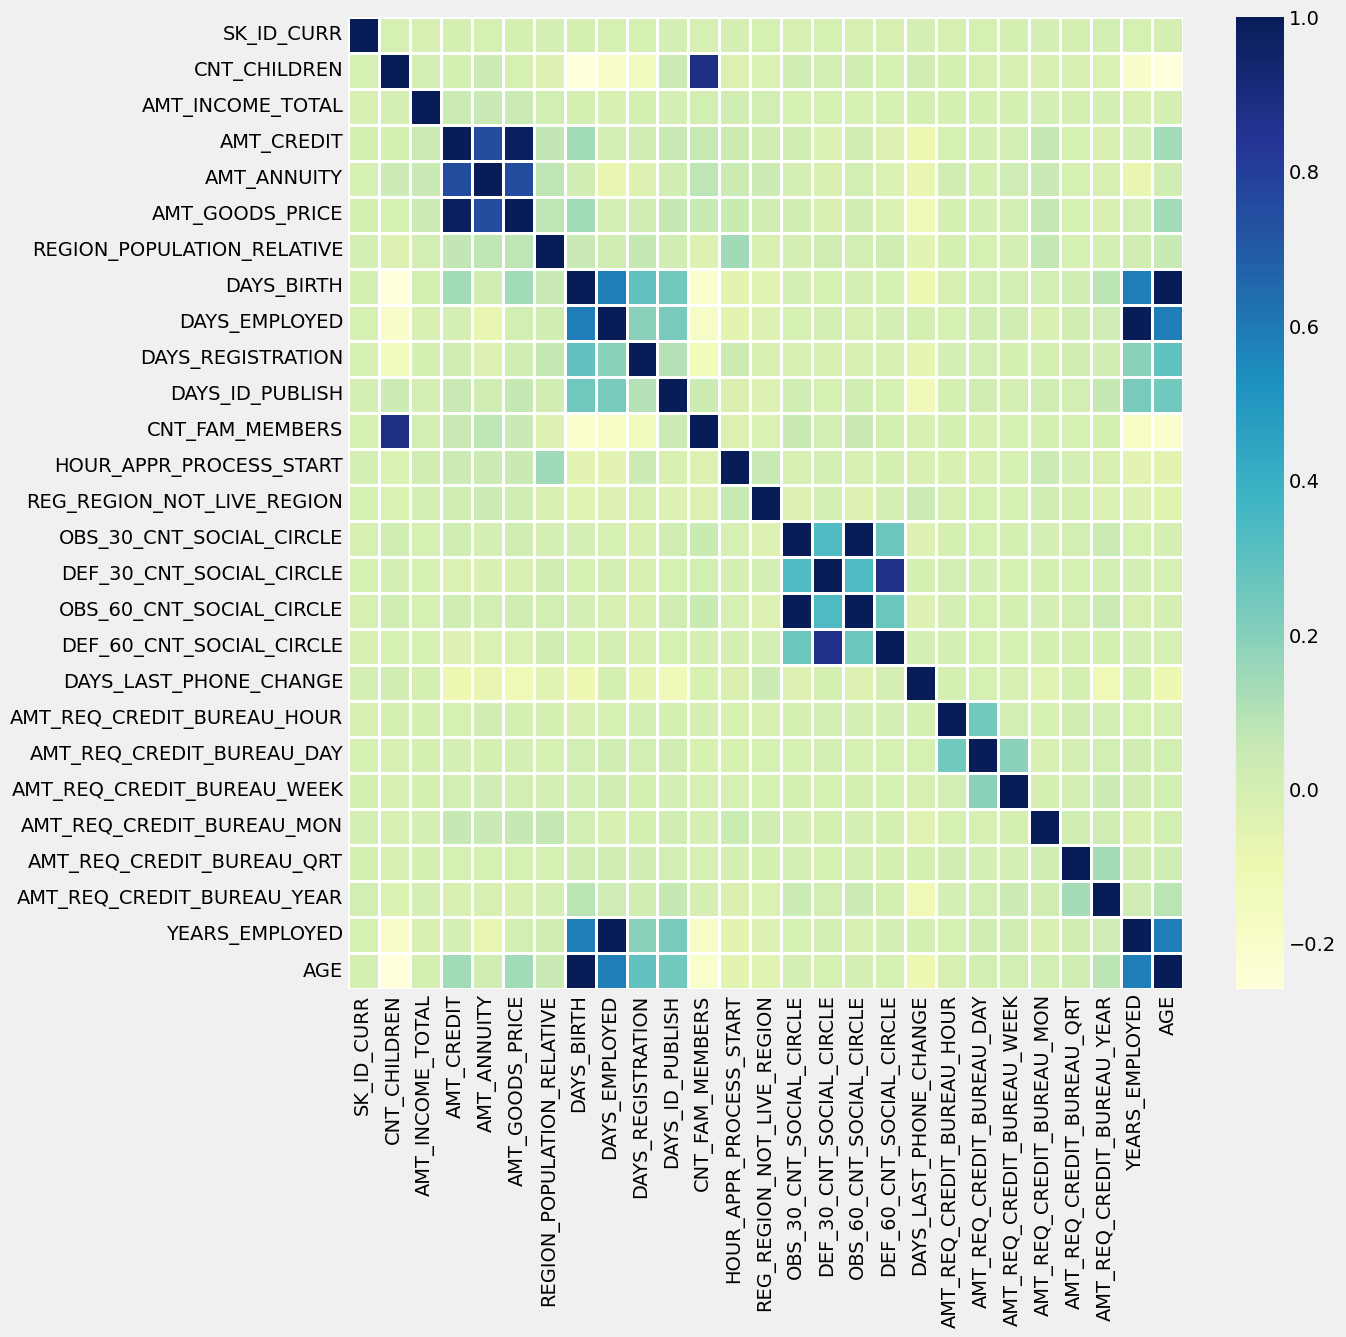 SK_ID_CURR
CNT_CHILDREN
AMT_INCOME_TOTAL
AMT_CREDIT
AMT_ANNUITY
AMT_GOODS_PRICE
REGION_POPULATION_RELATIVE
DAYS_BIRTH
DAYS_EMPLOYED
DAYS_REGISTRATION
DAYS_ID_PUBLISH
CNT_FAM_MEMBERS
HOUR_APPR_PROCESS_START
REG_REGION_NOT_LIVE_REGION
OBS_30_CNT_SOCIAL_CIRCLE
DEF_30_CNT_SOCIAL_CIRCLE
OBS_60_CNT_SOCIAL_CIRCLE
DEF_60_CNT_SOCIAL_CIRCLE
DAYS_LAST_PHONE_CHANGE
AMT_REQ_CREDIT_BUREAU_HOUR
AMT_REQ_CREDIT_BUREAU_DAY
AMT_REQ_CREDIT_BUREAU_WEEK
AMT_REQ_CREDIT_BUREAU_MON
AMT_REQ_CREDIT_BUREAU_QRT
AMT_REQ_CREDIT_BUREAU_YEAR
YEARS_EMPLOYED
AGE
SK_ID_CURR
CNT_CHILDREN
AMT_INCOME_TOTAL
AMT_CREDIT
AMT_ANNUITY
AMT_GOODS_PRICE
REGION_POPULATION_RELATIVE
DAYS_BIRTH
DAYS_EMPLOYED
DAYS_REGISTRATION
DAYS_ID_PUBLISH
CNT_FAM_MEMBERS
HOUR_APPR_PROCESS_START
REG_REGION_NOT_LIVE_REGION
OBS_30_CNT_SOCIAL_CIRCLE
DEF_30_CNT_SOCIAL_CIRCLE
OBS_60_CNT_SOCIAL_CIRCLE
DEF_60_CNT_SOCIAL_CIRCLE
DAYS_LAST_PHONE_CHANGE
AMT_REQ_CREDIT_BUREAU_HOUR
AMT_REQ_CREDIT_BUREAU_DAY
AMT_REQ_CREDIT_BUREAU_WEEK
AMT_REQ_CREDIT_BUREAU_MON
AMT_REQ_CREDIT_BUREAU_QRT
AMT_REQ_CREDIT_BUREAU_YEAR
YEARS_EMPLOYED
AGE
1.0
0.8
0.6
0.4
0.2
0.0
−0.2